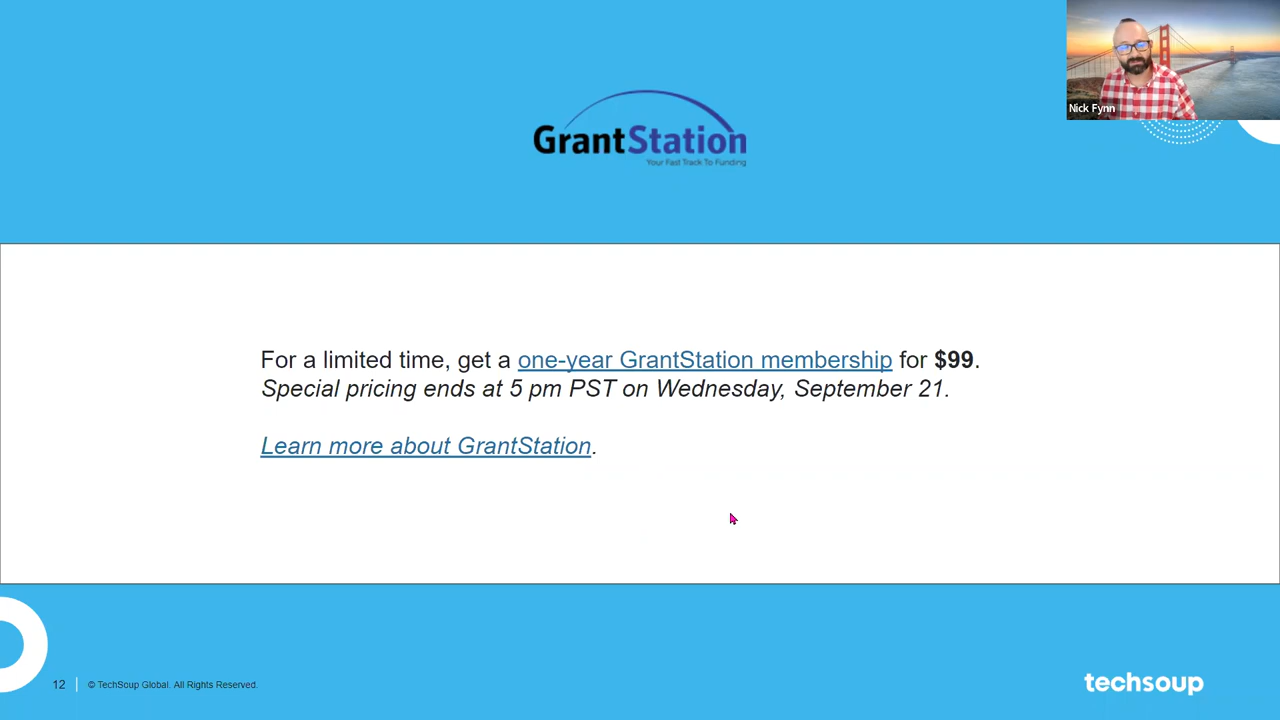 Nick Fynn
GrantStation
Your Fast Track To Funding
For a limited time, get a one-year GrantStation membership for $99.
Special pricing ends at 5 pm PST on Wednesday, September 21.
Learn more about GrantStation.
12
© TechSoup Global. All Rights Reserved.
techsoup